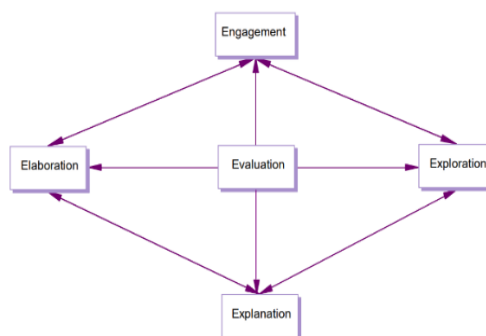 Engagement
Elaboration
Evaluation
Exploration
Explanation